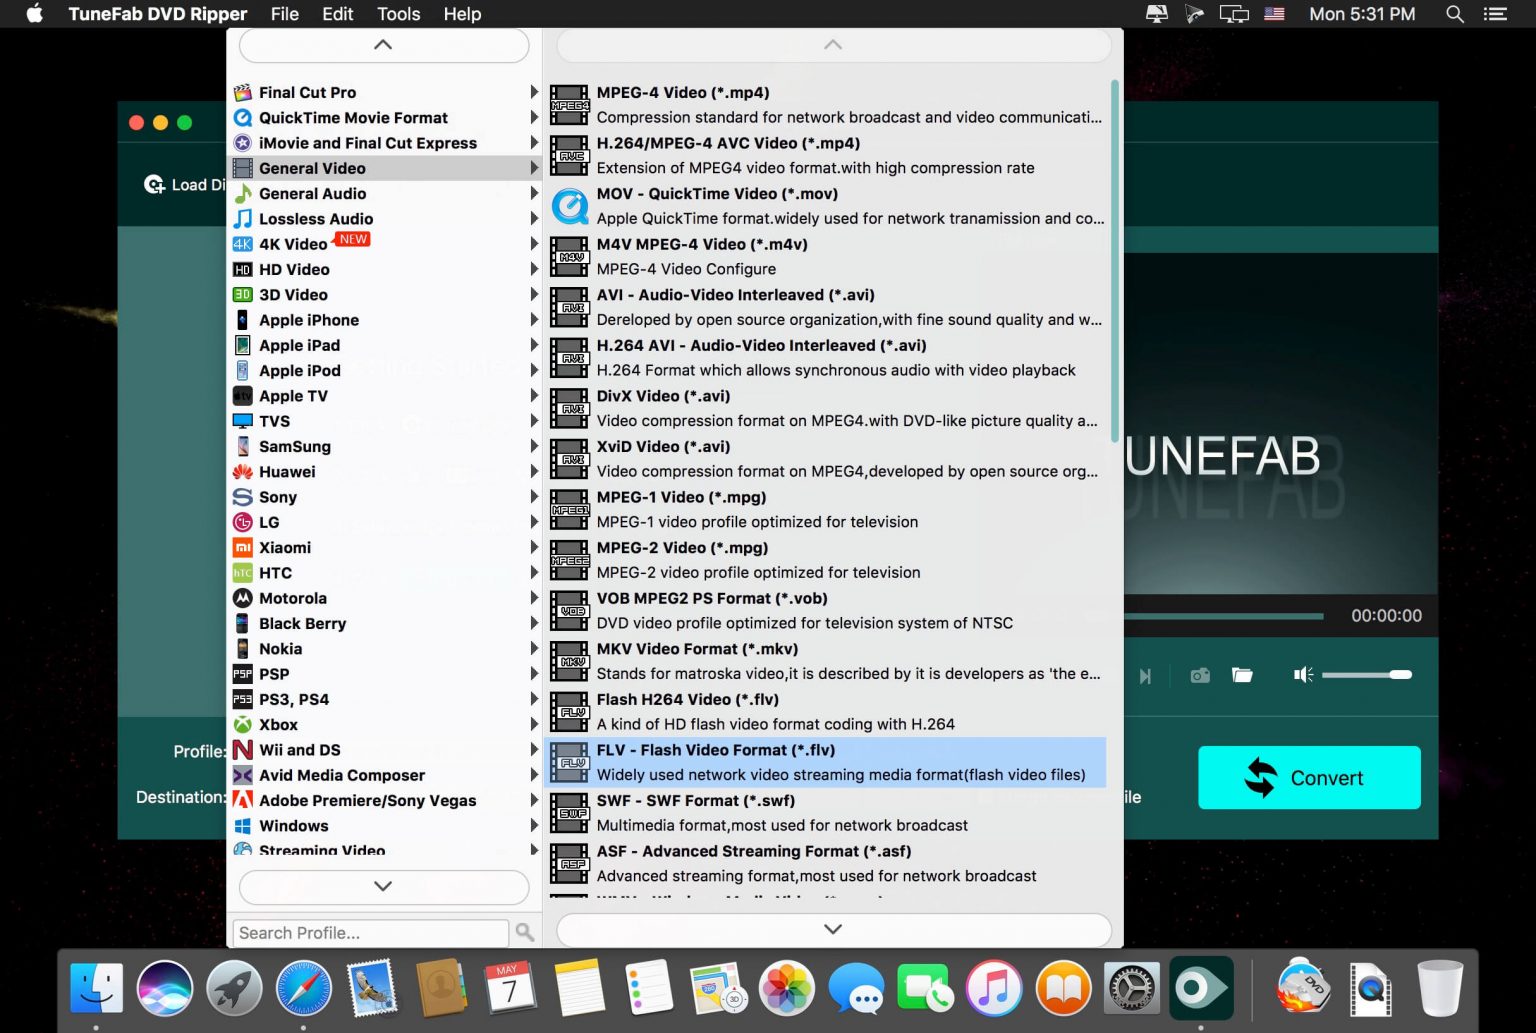 TuneFab DVD Ripper File Edit Tools Help Mon 5:31 PM
Load Di
Final Cut Pro
QuickTime Movie Format
iMovie and Final Cut Express
General Video
General Audio
Lossless Audio
4K Video NEW
HD Video
3D Video
Apple iPhone
Apple iPad
Apple iPod
Apple TV
TVS
SamSung
Huawei
Sony
LG
Xiaomi
HTC
Motorola
Black Berry
Nokia
PSP
PS3, PS4
Xbox
Wii and DS
Avid Media Composer
Adobe Premiere/Sony Vegas
Windows
Streaming Video
Search Profile...
MPEG-4 Video (*.mp4)
Compression standard for network broadcast and video communicati...
H.264/MPEG-4 AVC Video (*.mp4)
Extension of MPEG4 video format.with high compression rate
MOV - QuickTime Video (*.mov)
Apple QuickTime format.widely used for network tranamission and co...
M4V MPEG-4 Video (*.m4v)
MPEG-4 Video Configure
AVI - Audio-Video Interleaved (*.avi)
Dereloped by open source organization,with fine sound quality and w...
H.264 AVI - Audio-Video Interleaved (*.avi)
H.264 Format which allows synchronous audio with video playback
DivX Video (*.avi)
Video compression format on MPEG4.with DVD-like picture quality a...
XviD Video (*.avi)
Video compression format on MPEG4,developed by open source org...
MPEG-1 Video (*.mpg)
MPEG-1 video profile optimized for television
MPEG-2 Video (*.mpg)
MPEG-2 video profile optimized for television
VOB MPEG2 PS Format (*.vob)
DVD video profile optimized for television system of NTSC
MKV Video Format (*.mkv)
Stands for matroska video,it is described by it is developers as 'the e...
Flash H264 Video (*.flv)
A kind of HD flash video format coding with H.264
FLV - Flash Video Format (*.flv)
Widely used network video streaming media format(flash video files)
SWF - SWF Format (*.swf)
Multimedia format,most used for network broadcast
ASF - Advanced Streaming Format (*.asf)
Advanced streaming format,most used for network broadcast
UNEFAB
00:00:00
Profile:
Destination:
ile
Convert
MAY
7